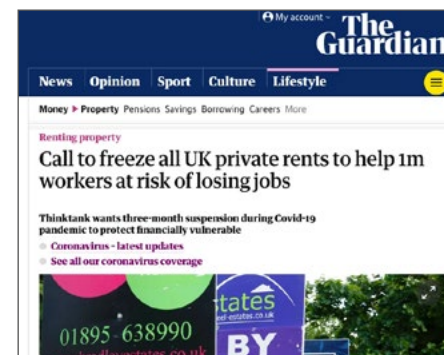 My account
The
Guardian
News Opinion Sport Culture Lifestyle
Money Property Pensions Savings Borrowing Careers More
Renting property
Call to freeze all UK private rents to help 1m
workers at risk of losing jobs
Thinktank wants three-month suspension during Covid-19
pandemic to protect financially vulnerable
Coronavirus - latest updates
See all our coronavirus coverage
01895-638990
BY